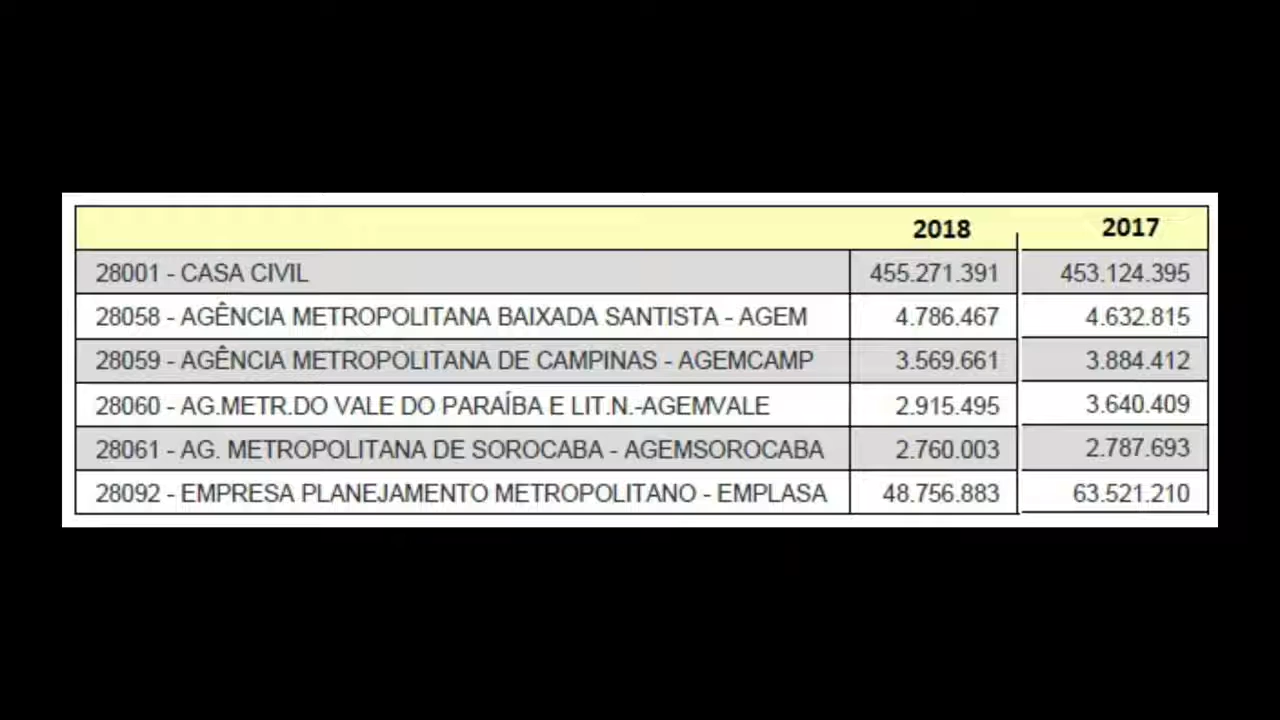 2018 2017
28001 - CASA CIVIL 455.271.391 453.124.395
28058 - AGÊNCIA METROPOLITANA BAIXADA SANTISTA - AGEM 4.786.467 4.632.815
28059 - AGÊNCIA METROPOLITANA DE CAMPINAS - AGEMCAMP 3.569.661 3.884.412
28060 - AG.METR.DO VALE DO PARAÍBA E LIT.N.-AGEMVALE 2.915.495 3.640.409
28061 - AG. METROPOLITANA DE SOROCABA - AGEMSOROCABA 2.760.003 2.787.693
28092 - EMPRESA PLANEJAMENTO METROPOLITANO - EMPLASA 48.756.883 63.521.210